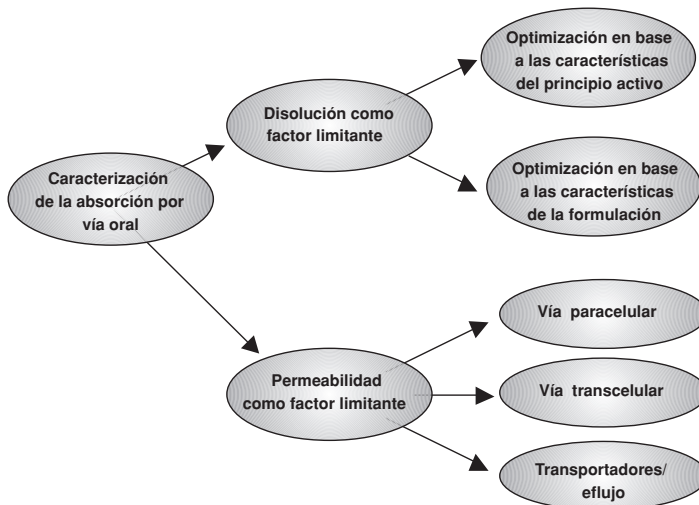 Optimización en base
a las características
del principio activo
Disolución como
factor limitante
Caracterización
de la absorción por
vía oral
Optimización en base
a las características
de la formulación
Vía paracelular
Permeabilidad
como factor limitante
Vía transcelular
Transportadores/
eflujo